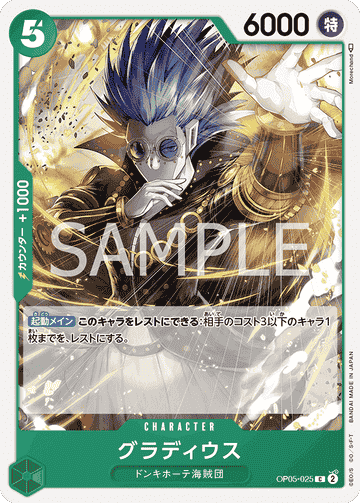 5
6000
特
Moopiland
カウンター +1000
SAMPLE
起動メイン このキャラをレストにできる:相手のコスト3以下のキャラ1
枚までを、レストにする。
CHARACTER
グラディウス
ドンキホーテ海賊団
OP05-025 C 2
©E.O./S. ©E.O./S.・F・T BANDAI MADE IN JAPAN